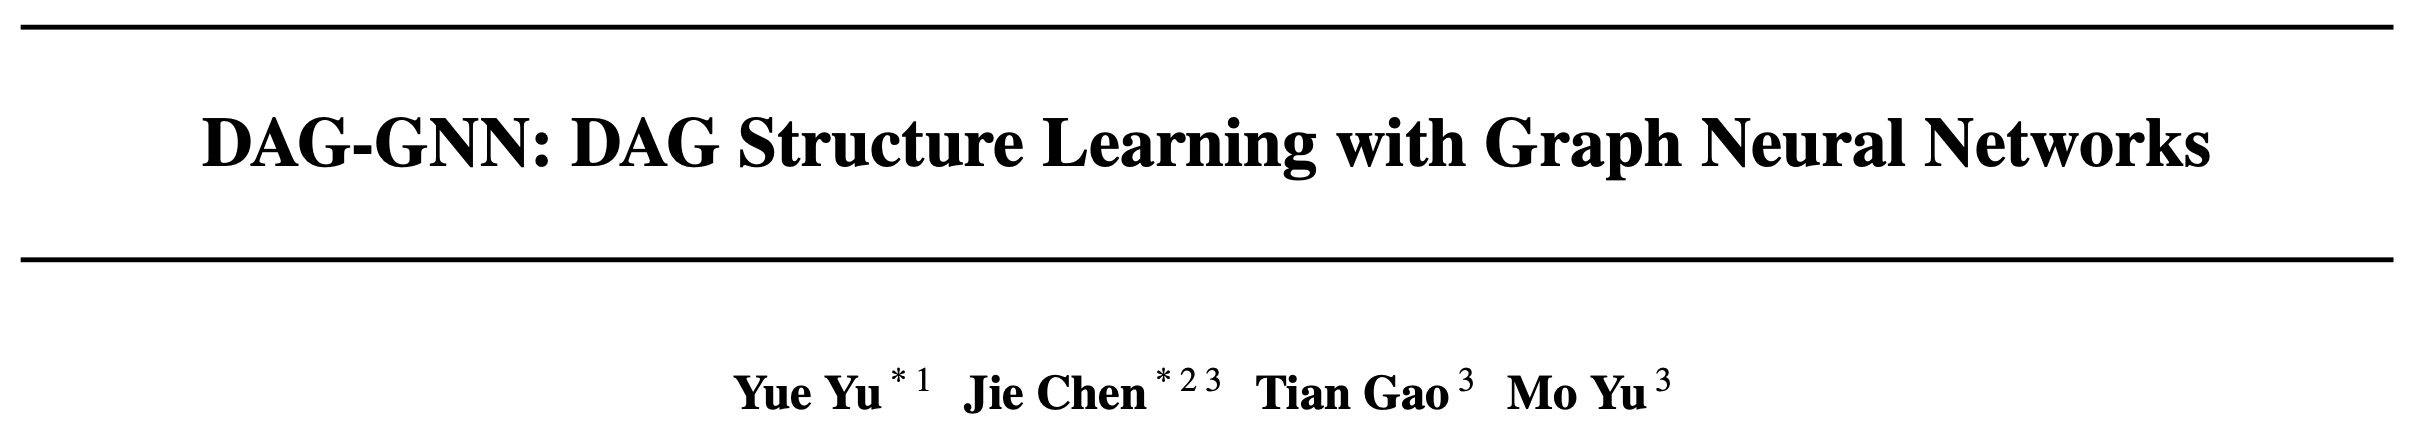 DAG-GNN: DAG Structure Learning with Graph Neural Networks
Yue Yu * 1 Jie Chen * 2 3 Tian Gao 3 Mo Yu 3